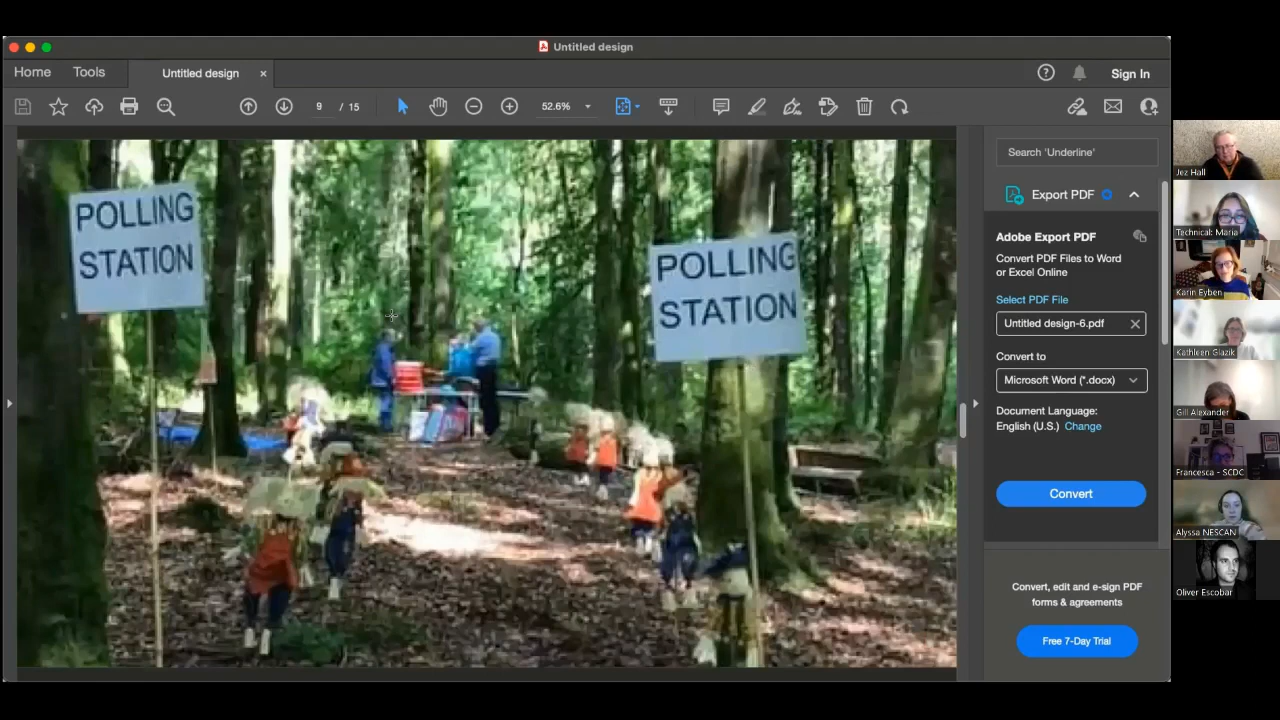 Untitled design
Home
Tools
Untitled design
×
Sign In
9 / 15
52.6%
POLLING
STATION
POLLING
STATION
Search 'Underline'
Export PDF
Adobe Export PDF
Convert PDF Files to Word
or Excel Online
Select PDF File
Untitled design-6.pdf
Convert to
Microsoft Word (*.docx)
Document Language:
English (U.S.) Change
Convert
Convert, edit and e-sign PDF
forms & agreements
Free 7-Day Trial
Jez Hall
Technical: Maria
Karin Eyben
Kathleen Glazik
Gill Alexander
Francesca - SCDC
Alyssa NESCAN
Oliver Escobar